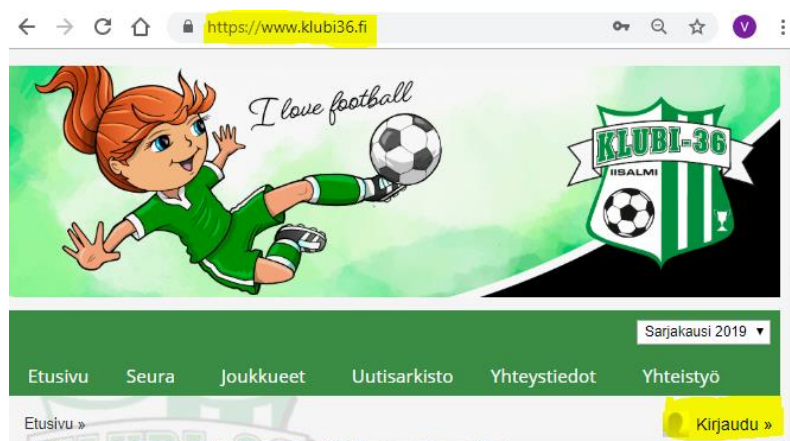 https://www.klubi36.fi
V
I love football
KLUBI-36
IISALMI
Sarjakausi 2019
Etusivu Seura Joukkueet Uutisarkisto Yhteystiedot Yhteistyö
Etusivu » Kirjaudu »